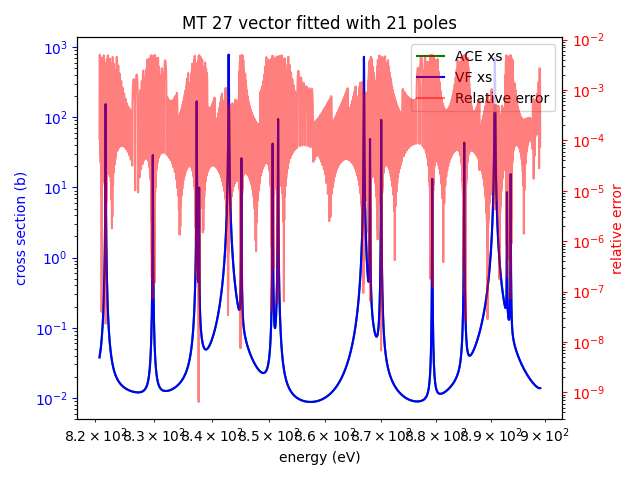 MT 27 vector fitted with 21 poles
ACE xs
VF xs
Relative error
cross section (b)
10³
10²
10¹
10⁰
10⁻¹
10⁻²
relative error
10⁻²
10⁻³
10⁻⁴
10⁻⁵
10⁻⁶
10⁻⁷
10⁻⁸
10⁻⁹
8.2 × 10² 8.3 × 10² 8.4 × 10² 8.5 × 10² 8.6 × 10² 8.7 × 10² 8.8 × 10² 8.9 × 10² 9 × 10²
energy (eV)